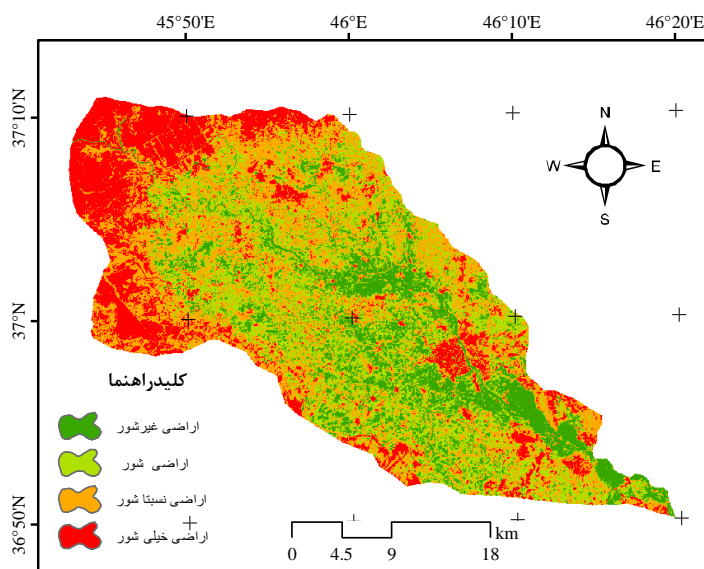 45°50'E 46°0'E 46°10'E 46°20'E
37°10'N
N
W E
S
37°N
کلیدراهنما
اراضی غیرشور
اراضی شور
اراضی نسبتا شور
اراضی خیلی شور
36°50'N
km
0 4.5 9 18